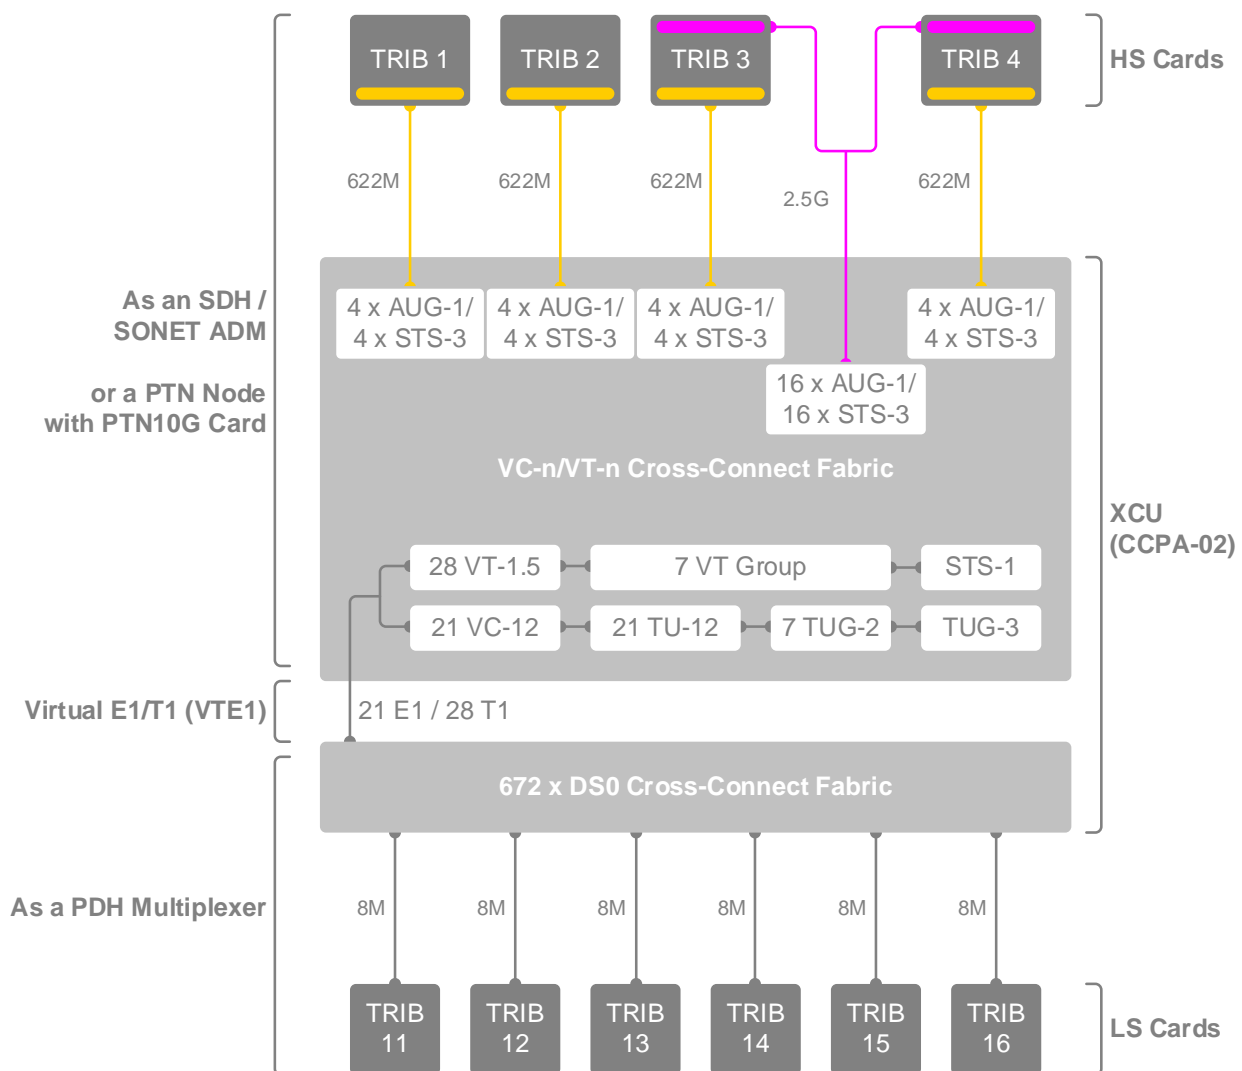 TRIB 1
TRIB 2
TRIB 3
TRIB 4
HS Cards
622M
622M
622M
2.5G
622M
As an SDH /
SONET ADM
or a PTN Node
with PTN10G Card
4 x AUG-1/
4 x STS-3
4 x AUG-1/
4 x STS-3
4 x AUG-1/
4 x STS-3
4 x AUG-1/
4 x STS-3
16 x AUG-1/
16 x STS-3
VC-n/VT-n Cross-Connect Fabric
XCU
(CCPA-02)
28 VT-1.5
7 VT Group
STS-1
21 VC-12
21 TU-12
7 TUG-2
TUG-3
Virtual E1/T1 (VTE1)
21 E1 / 28 T1
672 x DS0 Cross-Connect Fabric
As a PDH Multiplexer
8M
8M
8M
8M
8M
8M
TRIB
11
TRIB
12
TRIB
13
TRIB
14
TRIB
15
TRIB
16
LS Cards